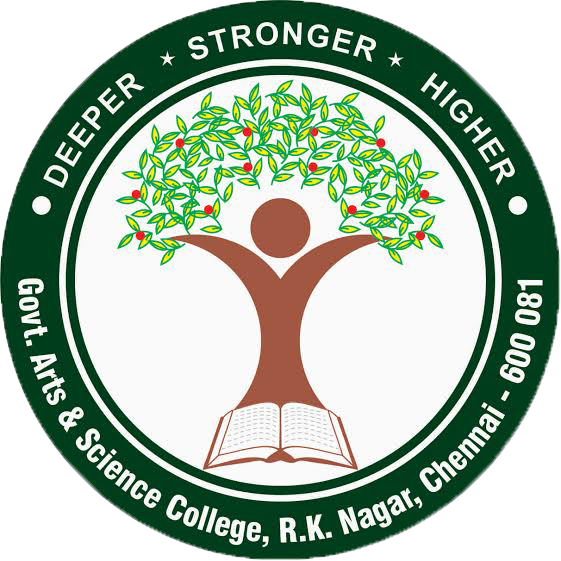 DEEPER ★ STRONGER ★ HIGHER
Govt. Arts & Science College, R.K. Nagar, Chennai - 600 081